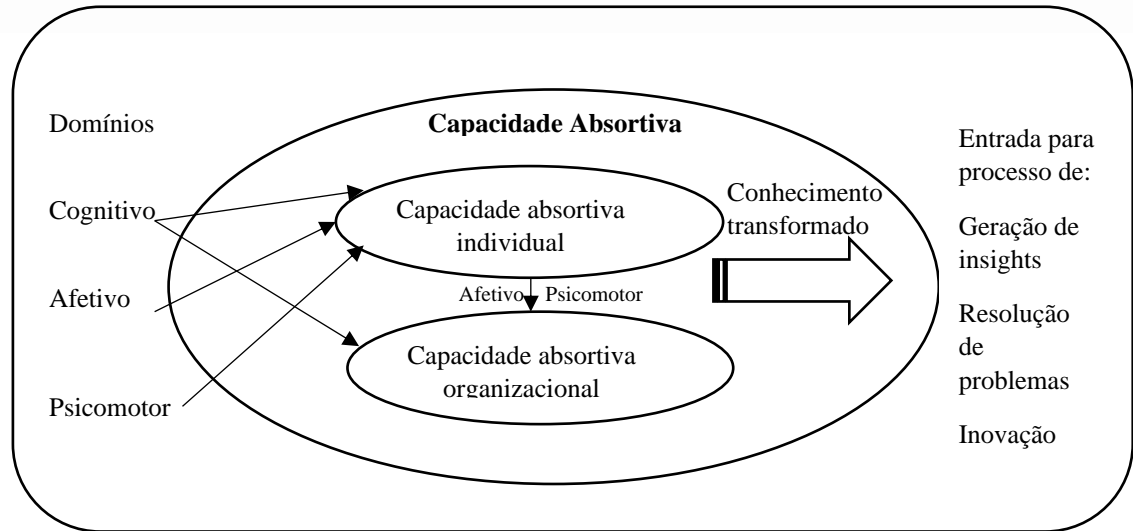 Domínios
Cognitivo
Afetivo
Psicomotor
Capacidade Absortiva
Capacidade absortiva
individual
Afetivo Psicomotor
Capacidade absortiva
organizacional
Conhecimento
transformado
Entrada para
processo de:
Geração de
insights
Resolução
de
problemas
Inovação